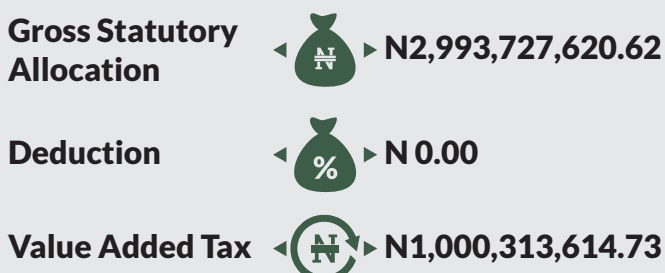 Gross Statutory
Allocation
₦
N2,993,727,620.62
Deduction
%
N 0.00
Value Added Tax
₦
N1,000,313,614.73